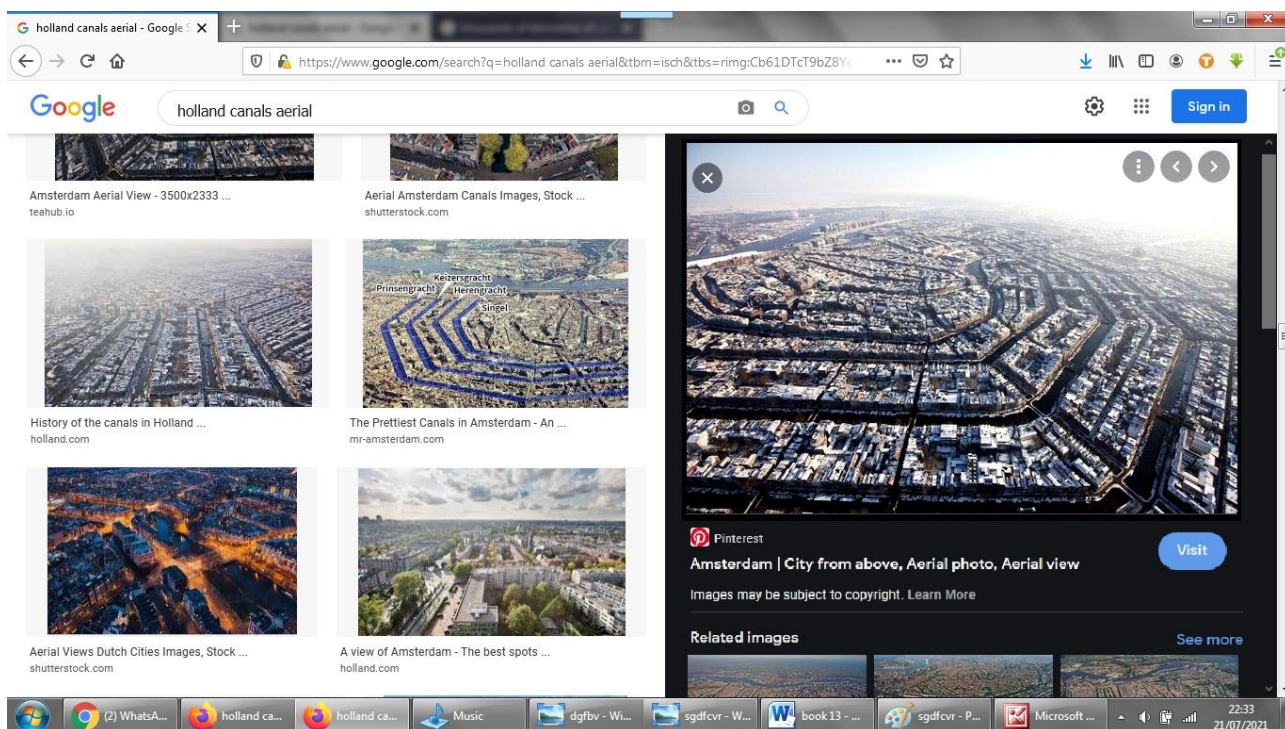 holland canals aerial - Google S
https://www.google.com/search?q=holland canals aerial&tbm=isch&tbs=rimg:Cb61DTcT9bZ8Y
Google
holland canals aerial
Sign in
Amsterdam Aerial View - 3500x2333 ...
teahub.io
Aerial Amsterdam Canals Images, Stock ...
shutterstock.com
Keizersgracht
Prinsengracht
Herengracht
Singel
History of the canals in Holland ...
holland.com
The Prettiest Canals in Amsterdam - An ...
mr-amsterdam.com
Aerial Views Dutch Cities Images, Stock ...
shutterstock.com
A view of Amsterdam - The best spots ...
holland.com
Pinterest
Amsterdam | City from above, Aerial photo, Aerial view
Visit
Images may be subject to copyright. Learn More
Related images
See more
(2) WhatsA...
holland ca...
holland ca...
Music
dgfbv - Wi...
sgdfcvr - W...
book 13 - ...
sgdfcvr - P...
Microsoft ...
22:33
21/07/2021